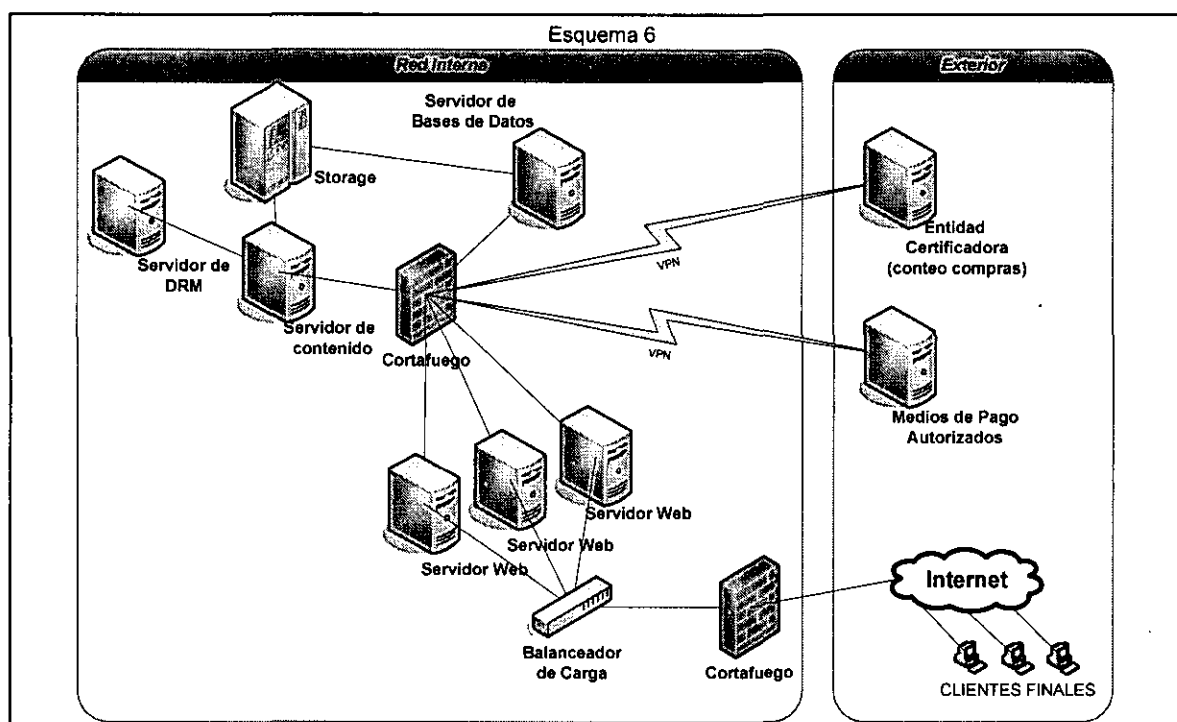 Esquema 6
Red Interna
Exterior
Servidor de
Bases de Datos
Storage
Servidor de
DRM
Servidor de
contenido
Cortafuego
VPN
VPN
Entidad
Certificadora
(conteo compras)
Medios de Pago
Autorizados
Servidor Web
Servidor Web
Servidor Web
Balanceador
de Carga
Cortafuego
Internet
CLIENTES FINALES